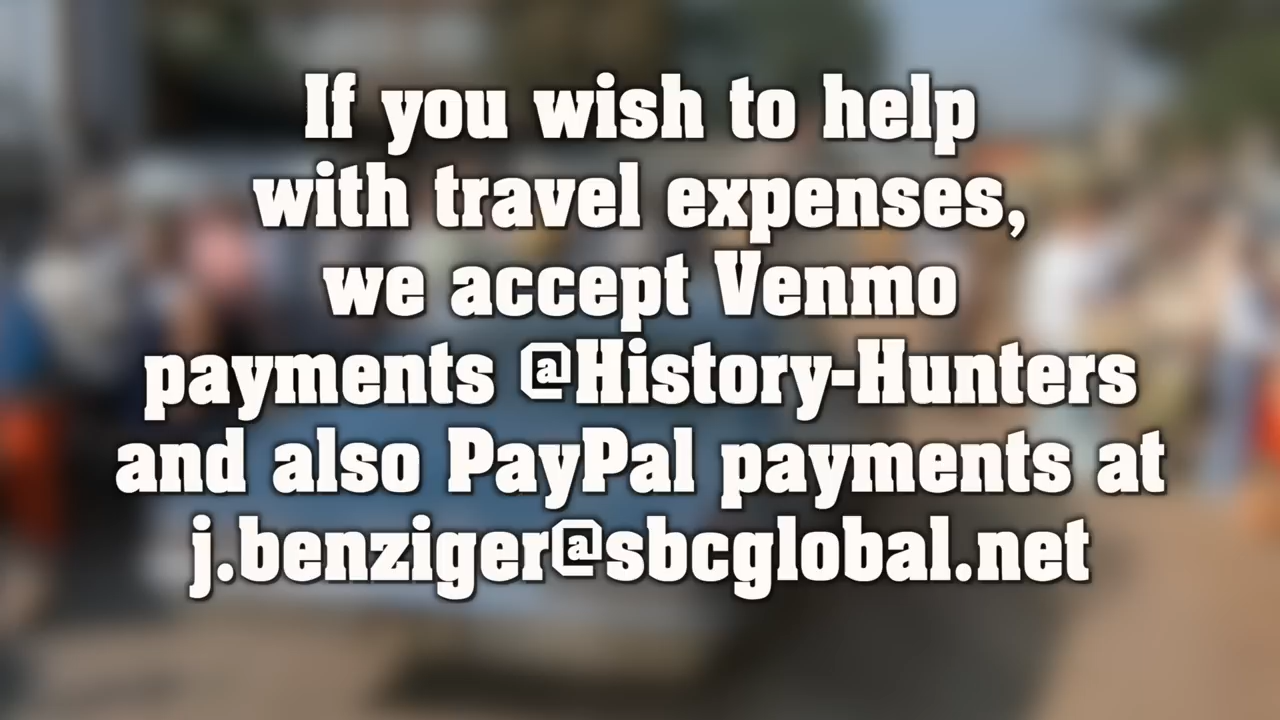 If you wish to help
with travel expenses,
we accept Venmo
payments @History-Hunters
and also PayPal payments at
j.benziger@sbcglobal.net